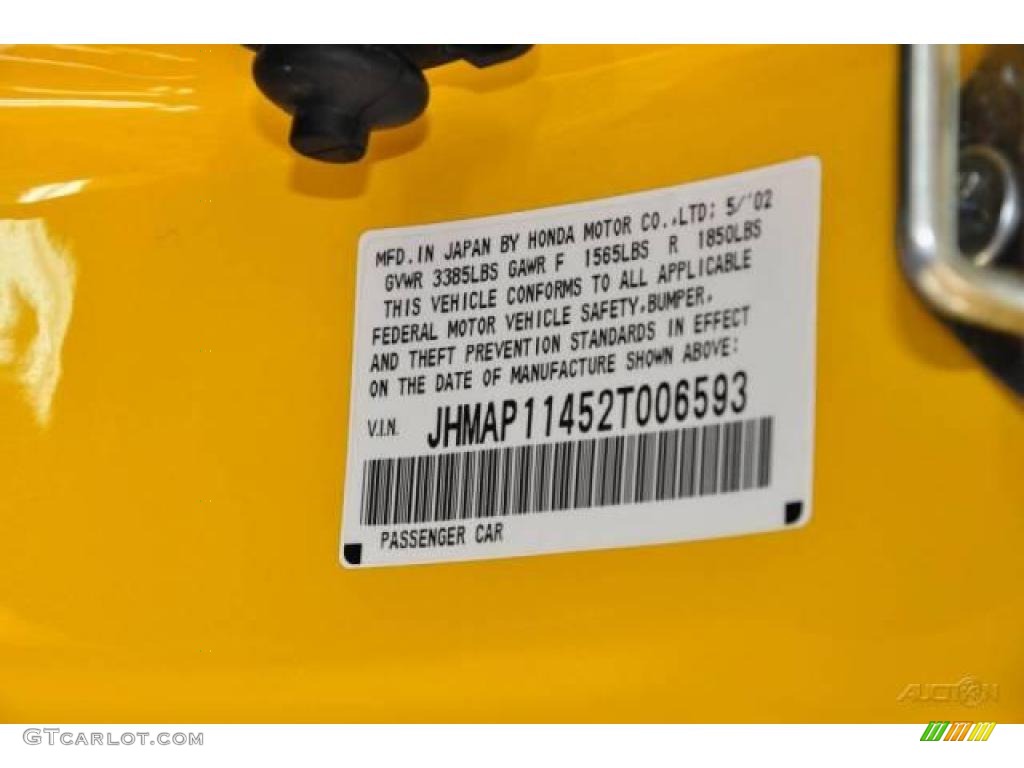 MFD. IN JAPAN BY HONDA MOTOR CO.,LTD: 5/'02
GVWR 3385LBS GAWR F 1565LBS R 1850LBS
THIS VEHICLE CONFORMS TO ALL APPLICABLE
FEDERAL MOTOR VEHICLE SAFETY,BUMPER,
AND THEFT PREVENTION STANDARDS IN EFFECT
ON THE DATE OF MANUFACTURE SHOWN ABOVE:
V.I.N. JHMAP11452T006593
PASSENGER CAR
AUCTION
GTCARLOT.COM